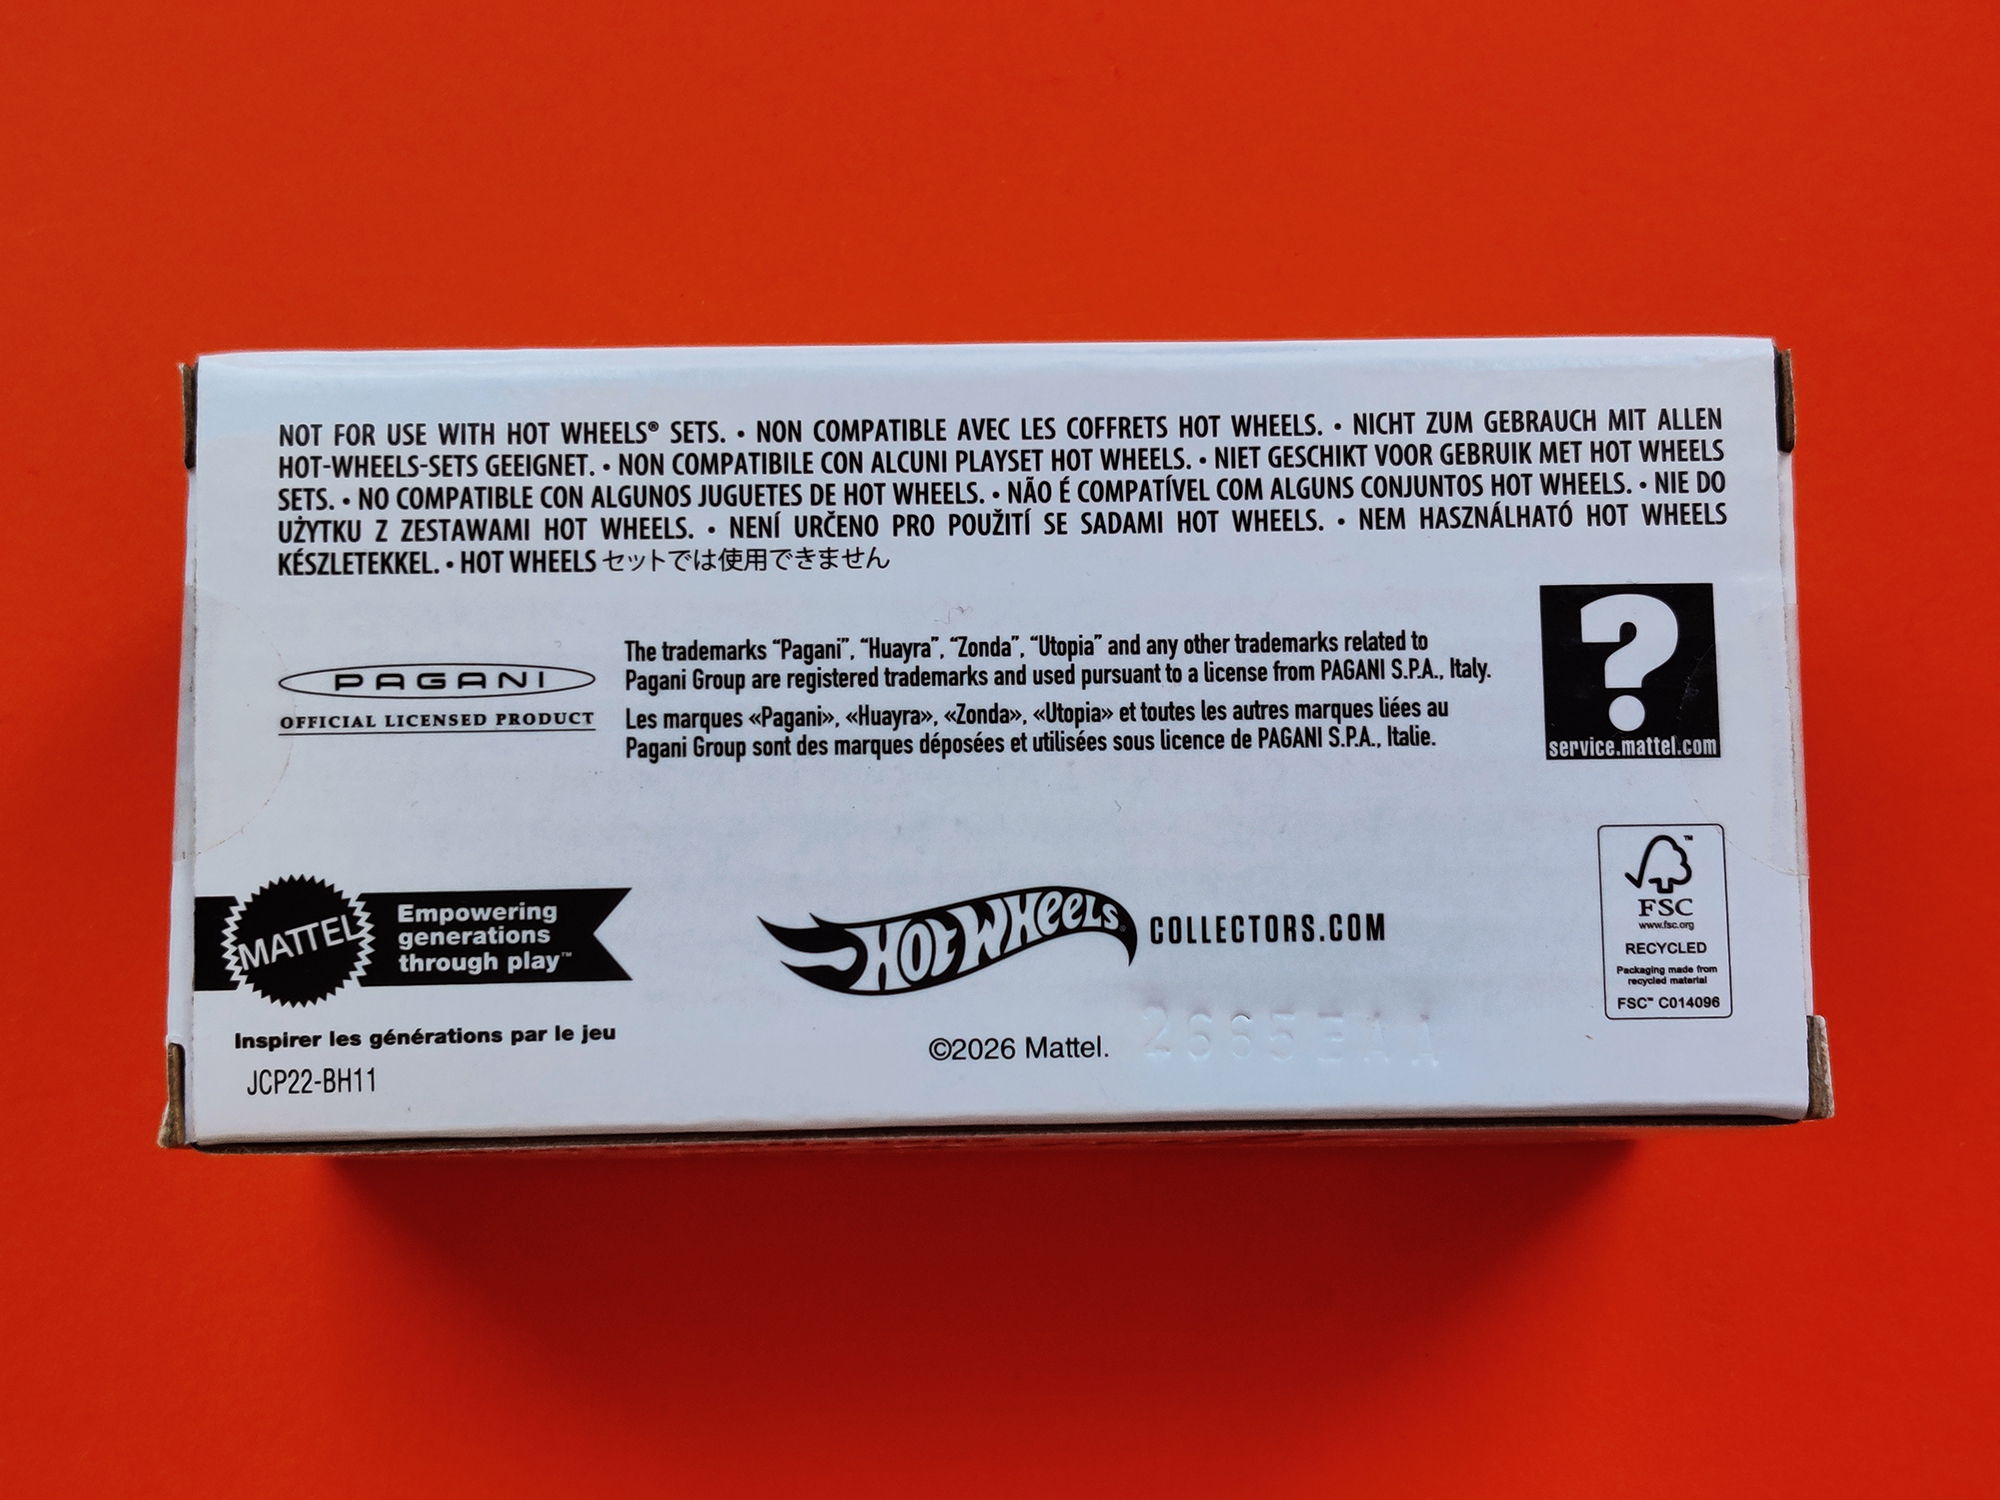 NOT FOR USE WITH HOT WHEELS® SETS. • NON COMPATIBLE AVEC LES COFFRETS HOT WHEELS. • NICHT ZUM GEBRAUCH MIT ALLEN
HOT-WHEELS-SETS GEEIGNET. • NON COMPATIBILE CON ALCUNI PLAYSET HOT WHEELS. • NIET GESCHIKT VOOR GEBRUIK MET HOT WHEELS
SETS. • NO COMPATIBLE CON ALGUNOS JUGUETES DE HOT WHEELS. • NÃO É COMPATÍVEL COM ALGUNS CONJUNTOS HOT WHEELS. • NIE DO
UŻYTKU Z ZESTAWAMI HOT WHEELS. • NENÍ URČENO PRO POUŽITÍ SE SADAMI HOT WHEELS. • NEM HASZNÁLHATÓ HOT WHEELS
KÉSZLETEKKEL. • HOT WHEELS セットでは使用できません
PAGANI
OFFICIAL LICENSED PRODUCT
The trademarks “Pagani”, “Huayra”, “Zonda”, “Utopia” and any other trademarks related to
Pagani Group are registered trademarks and used pursuant to a license from PAGANI S.P.A., Italy.
Les marques «Pagani», «Huayra», «Zonda», «Utopia» et toutes les autres marques liées au
Pagani Group sont des marques déposées et utilisées sous licence de PAGANI S.P.A., Italie.
?
service.mattel.com
MATTEL
Empowering
generations
through play™
Inspirer les générations par le jeu
JCP22-BH11
HOT WHEELS® COLLECTORS.COM
©2026 Mattel.
FSC
www.fsc.org
RECYCLED
Packaging made from
recycled material
FSC™ C014096